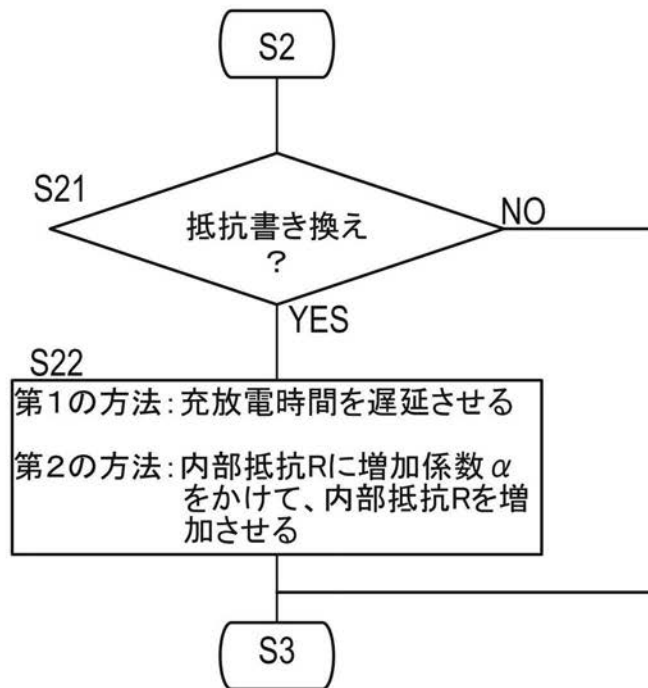 S2
S21
抵抗書き換え
?
NO
YES
S22
第1の方法:充放電時間を遅延させる
第2の方法:内部抵抗Rに増加係数α
をかけて、内部抵抗Rを増
加させる
S3